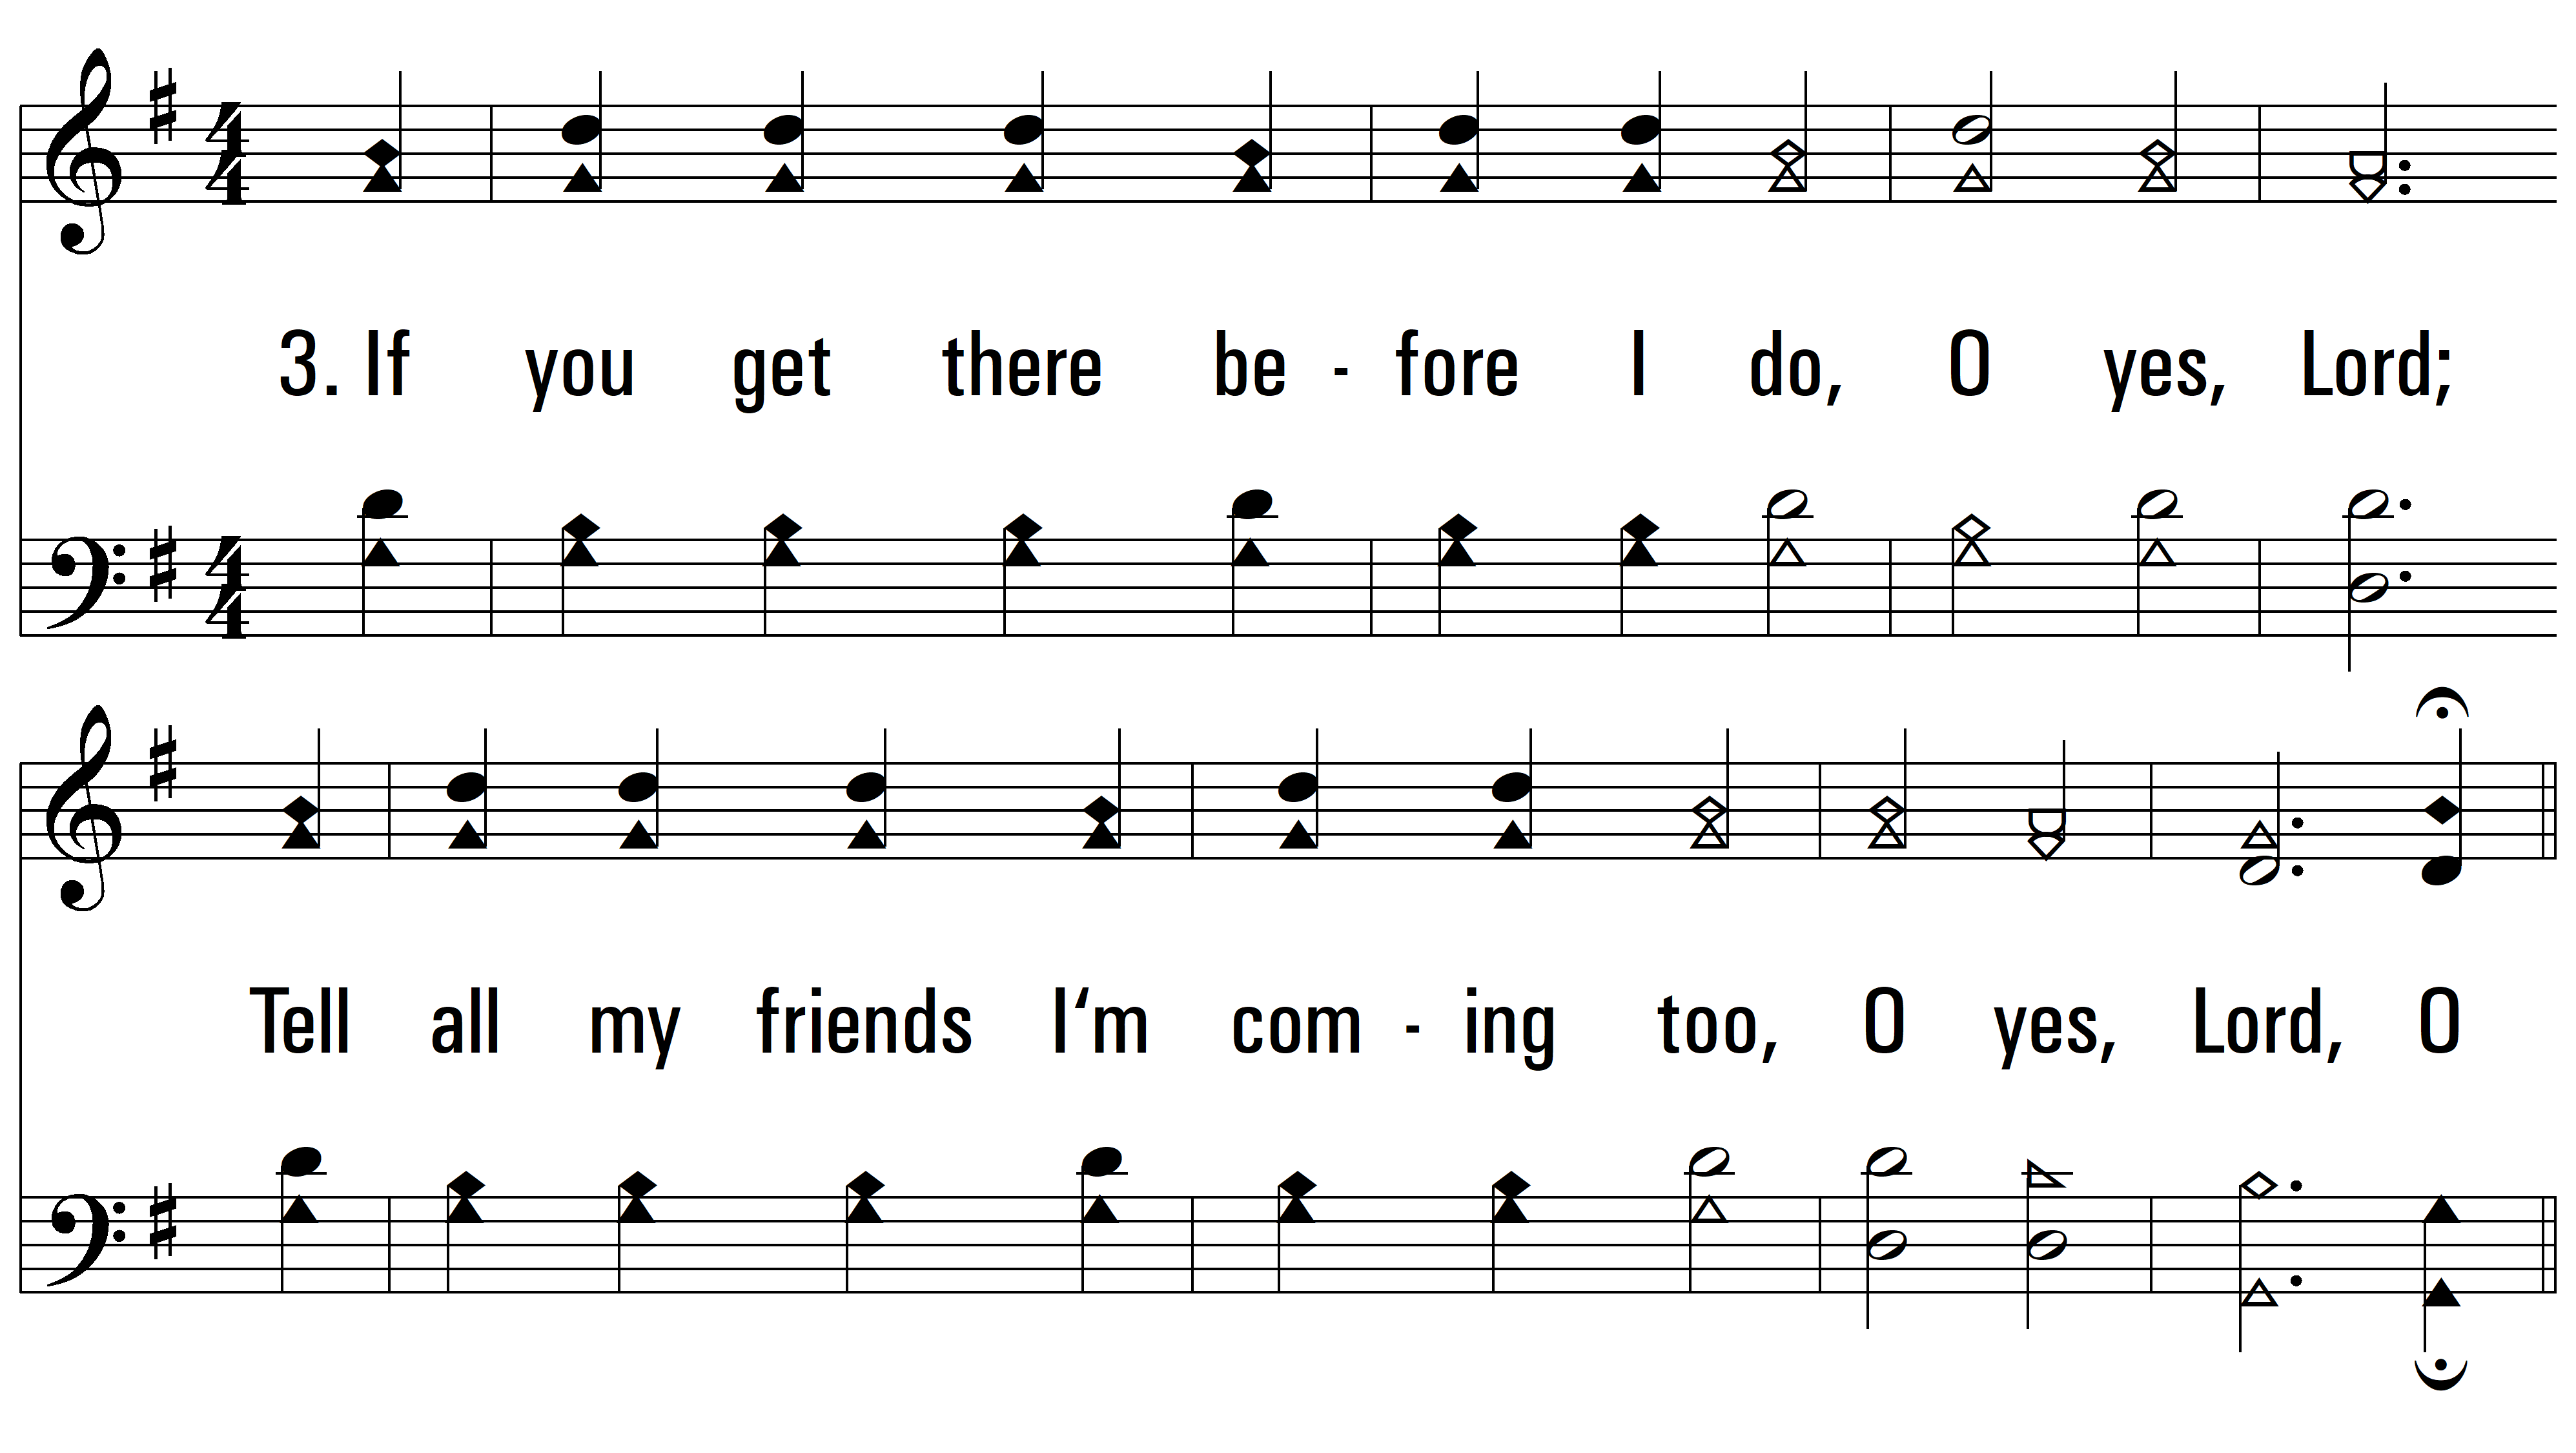 3. If you get there be - fore I do, O yes, Lord;
Tell all my friends I‘m com - ing too, O yes, Lord, O